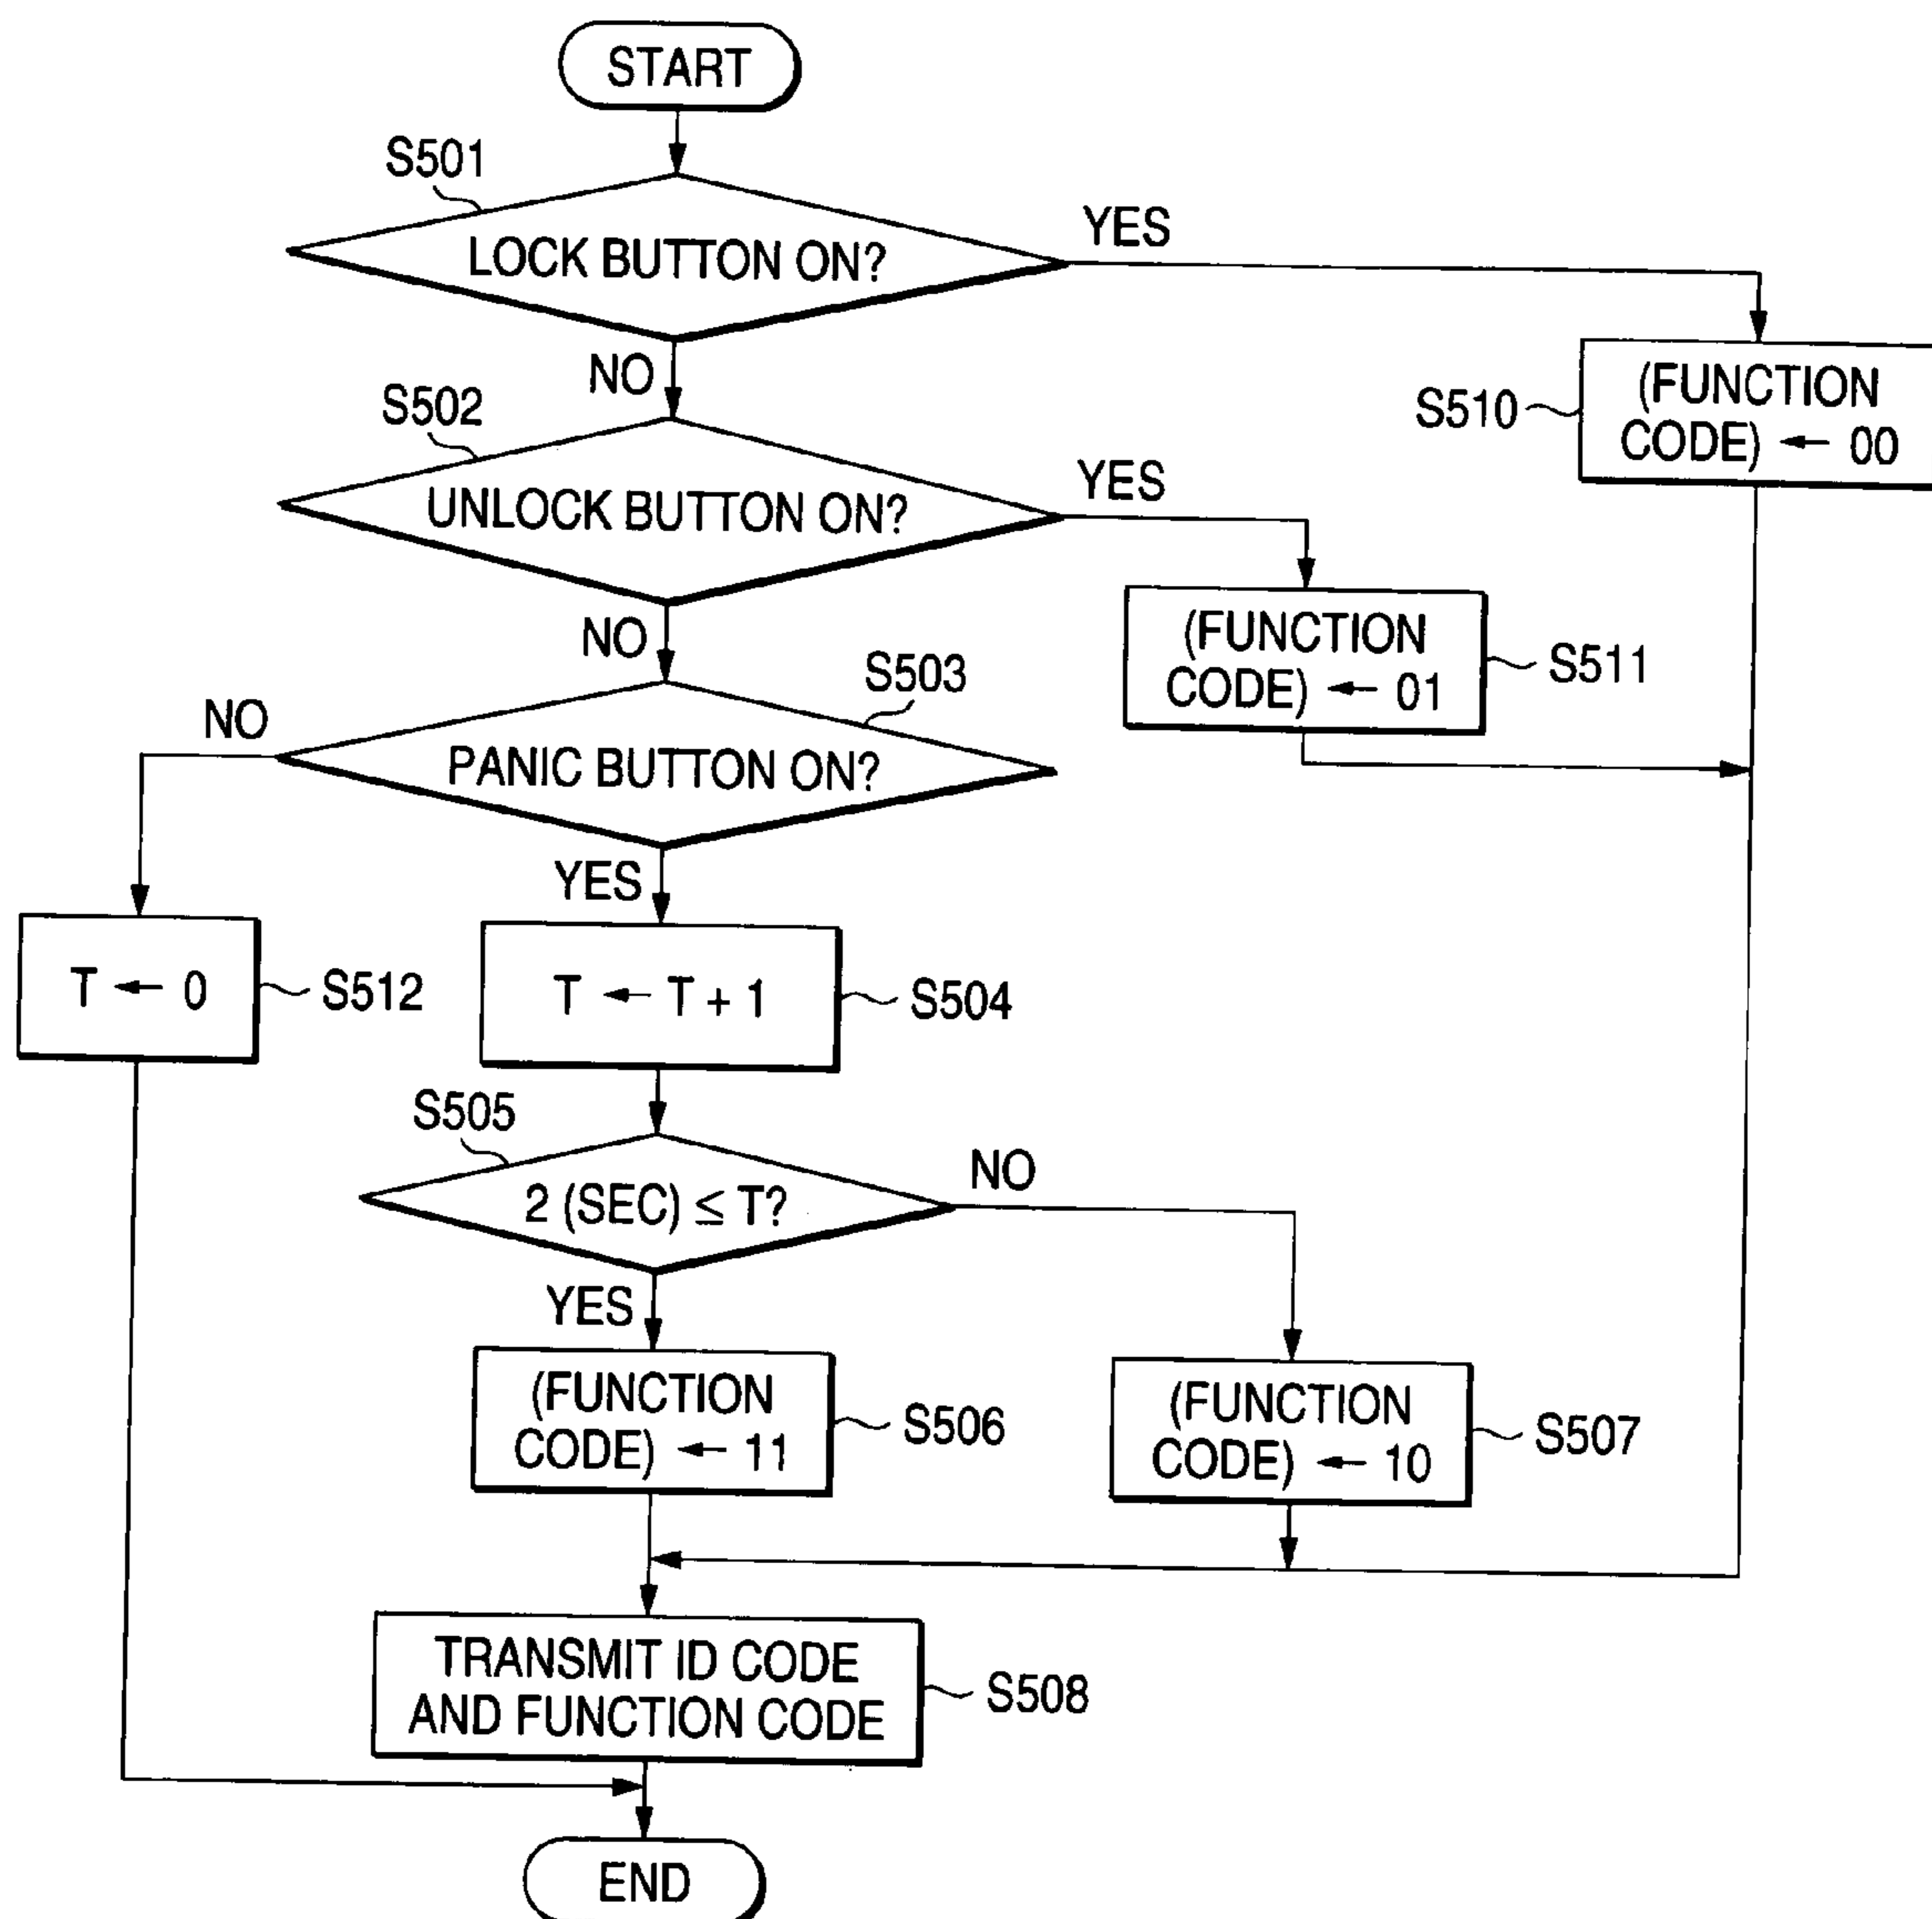 START
S501
LOCK BUTTON ON?
YES
NO
S510
(FUNCTION
CODE) ← 00
S502
UNLOCK BUTTON ON?
YES
NO
(FUNCTION
CODE) ← 01
S511
S503
NO
PANIC BUTTON ON?
YES
T ← 0
S512
T ← T + 1
S504
S505
2 (SEC) ≤ T?
NO
YES
(FUNCTION
CODE) ← 11
S506
(FUNCTION
CODE) ← 10
S507
TRANSMIT ID CODE
AND FUNCTION CODE
S508
END